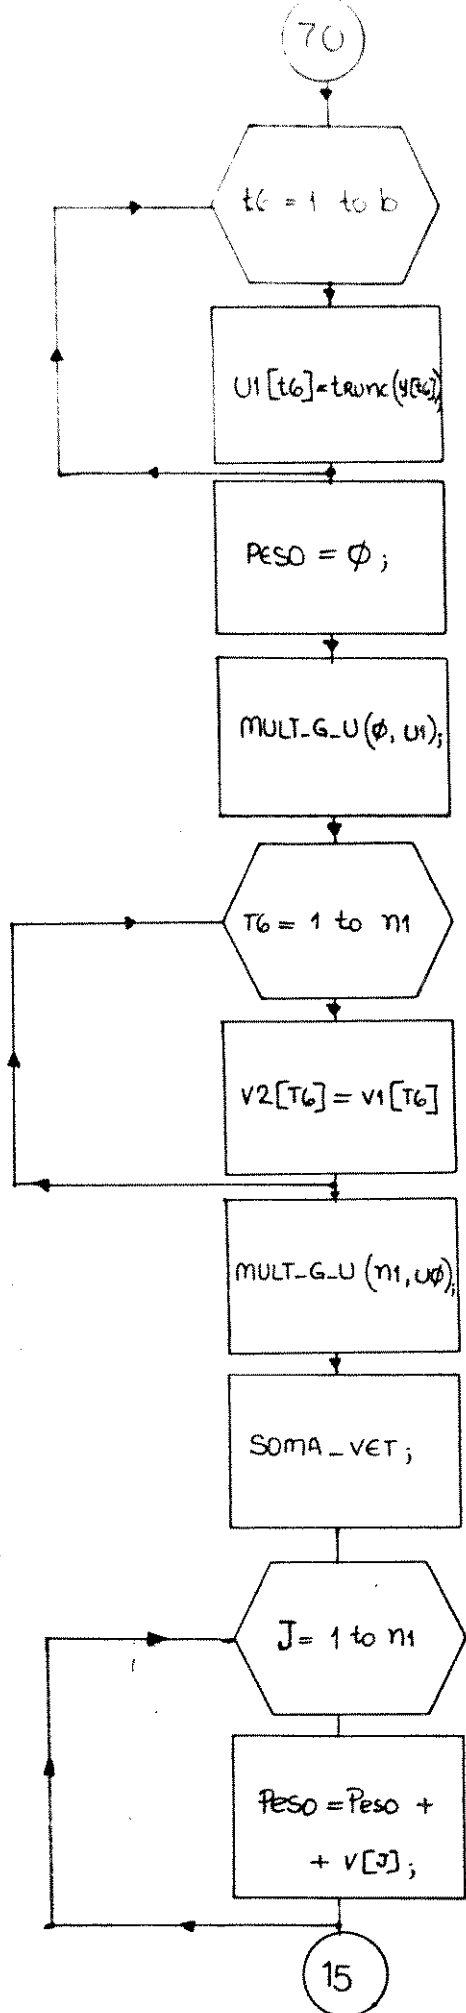 70
t6 = 1 to b
U1[t6]=trunc(y[t6]);
PESO = Ø;
MULT_G_U(Ø, U1);
T6 = 1 to n1
V2[T6] = V1[T6]
MULT_G_U(n1,UØ);
SOMA_VET;
J = 1 to n1
Peso = Peso +
+ V[J];
15